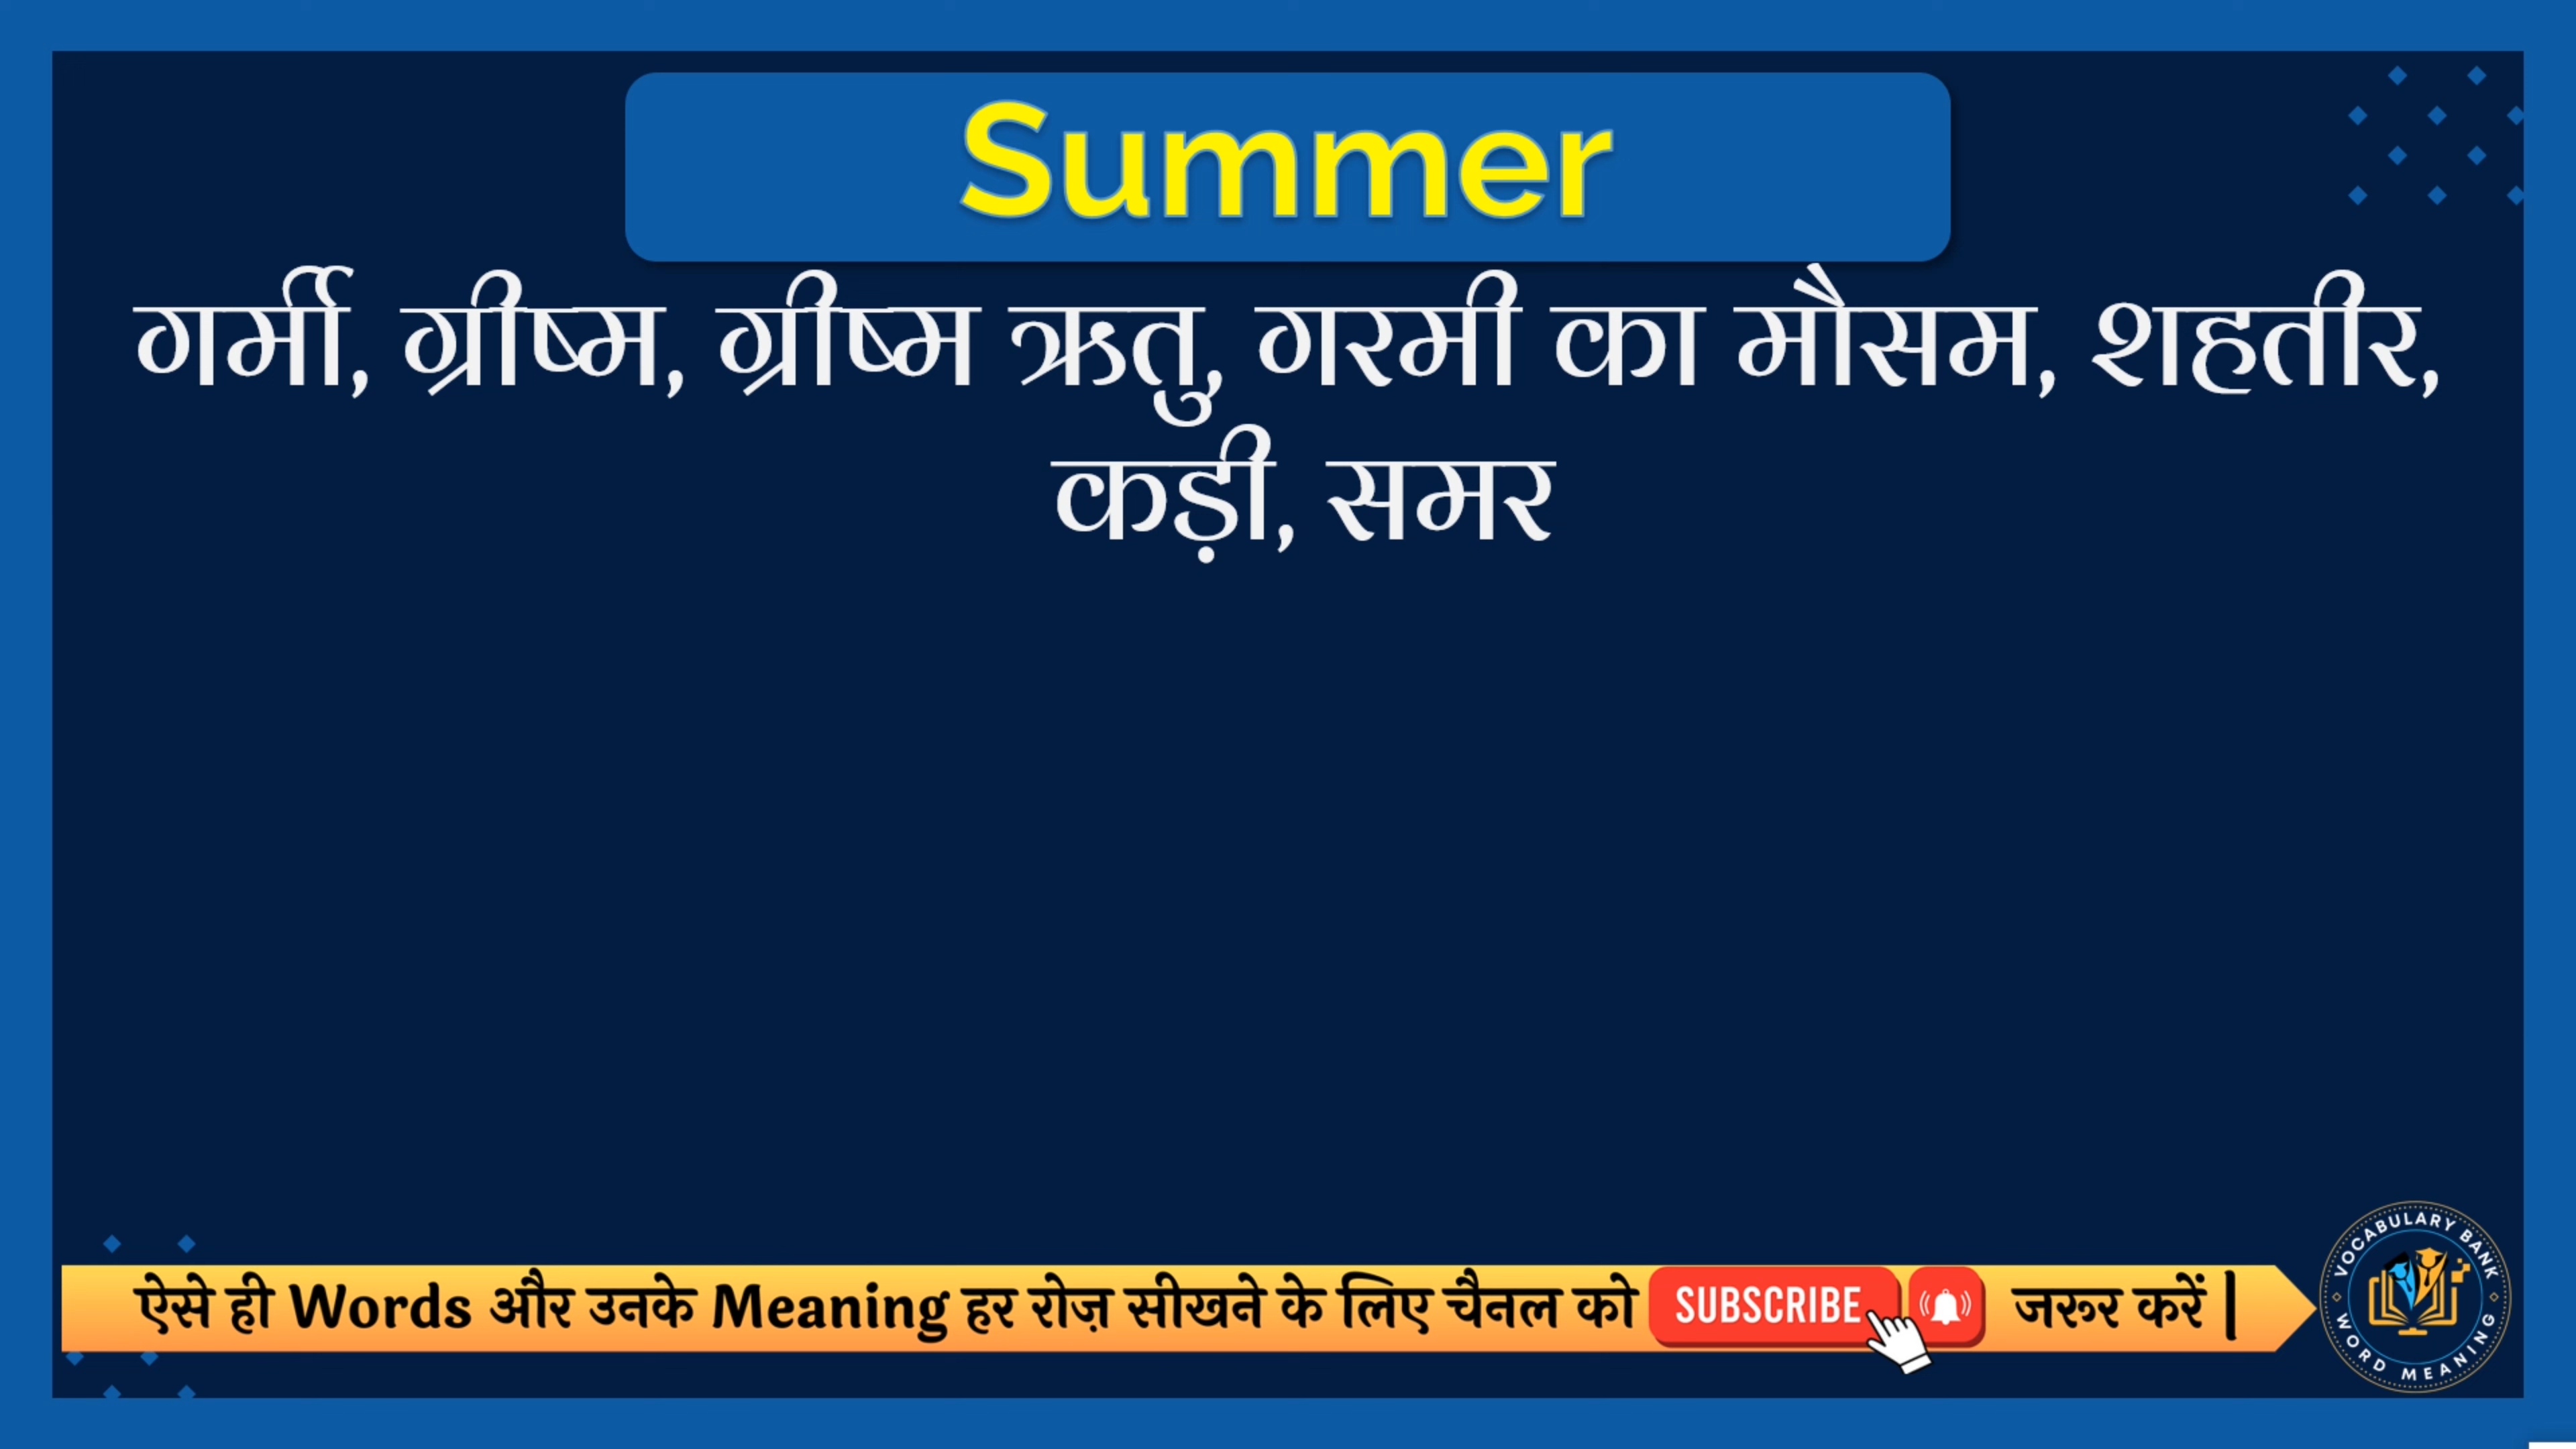 Summer
गर्मी, ग्रीष्म, ग्रीष्म ऋतु, गरमी का मौसम, शहतीर,
कड़ी, समर
ऐसे ही Words और उनके Meaning हर रोज़ सीखने के लिए चैनल को SUBSCRIBE जरूर करें |
VOCABULARY BANK
WORD MEANING